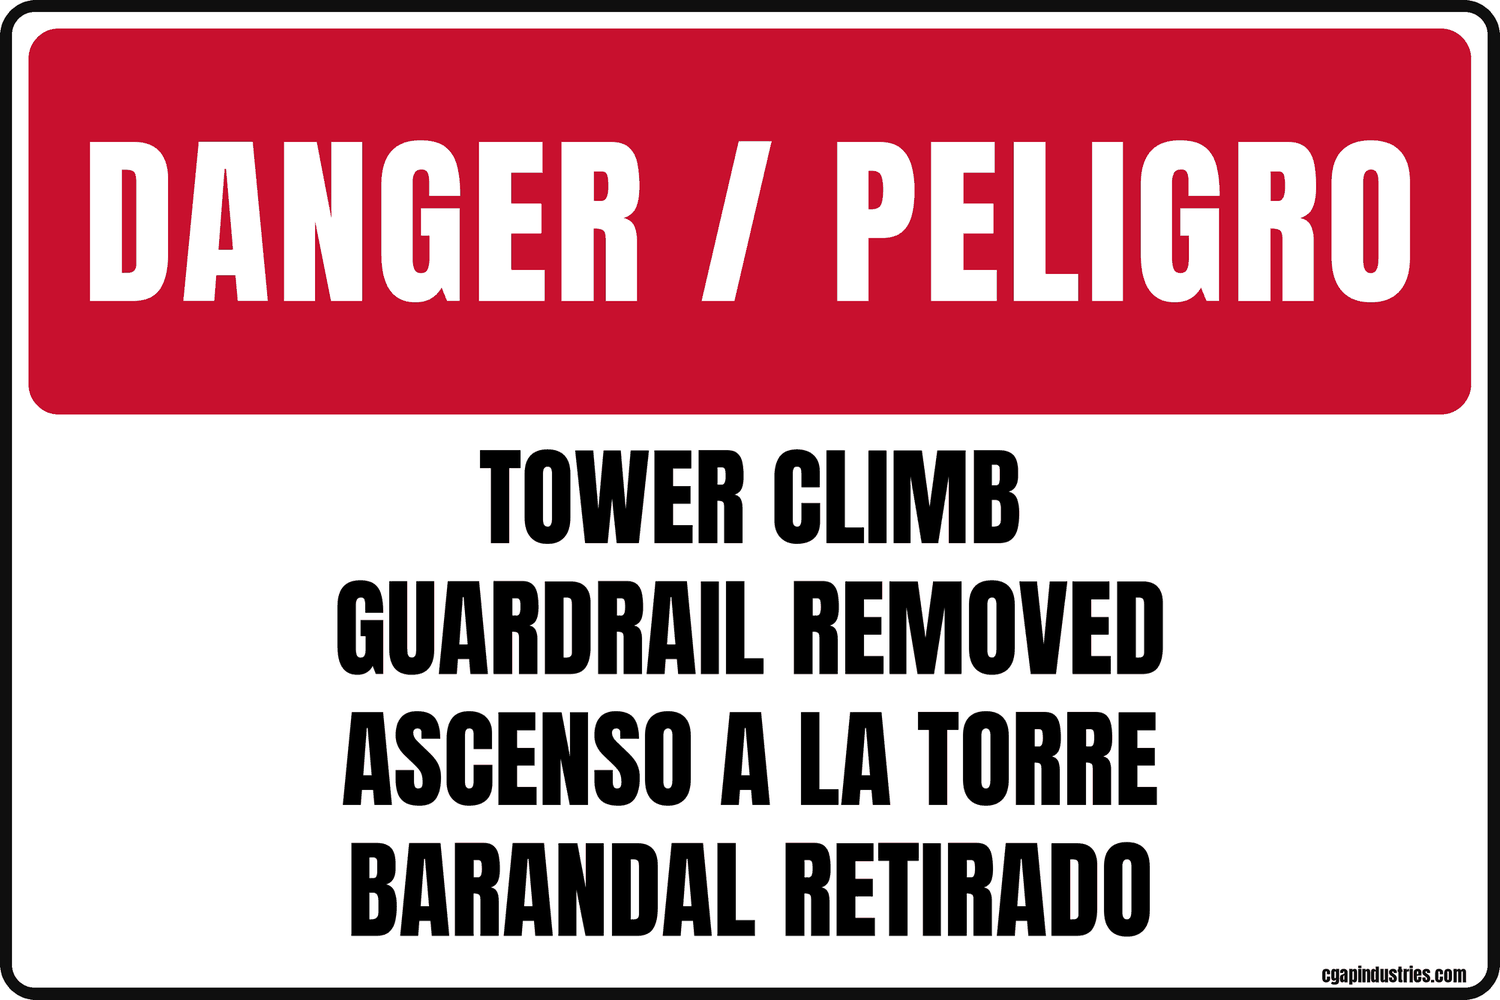 DANGER / PELIGRO
TOWER CLIMB
GUARDRAIL REMOVED
ASCENSO A LA TORRE
BARANDAL RETIRADO
cgapindustries.com